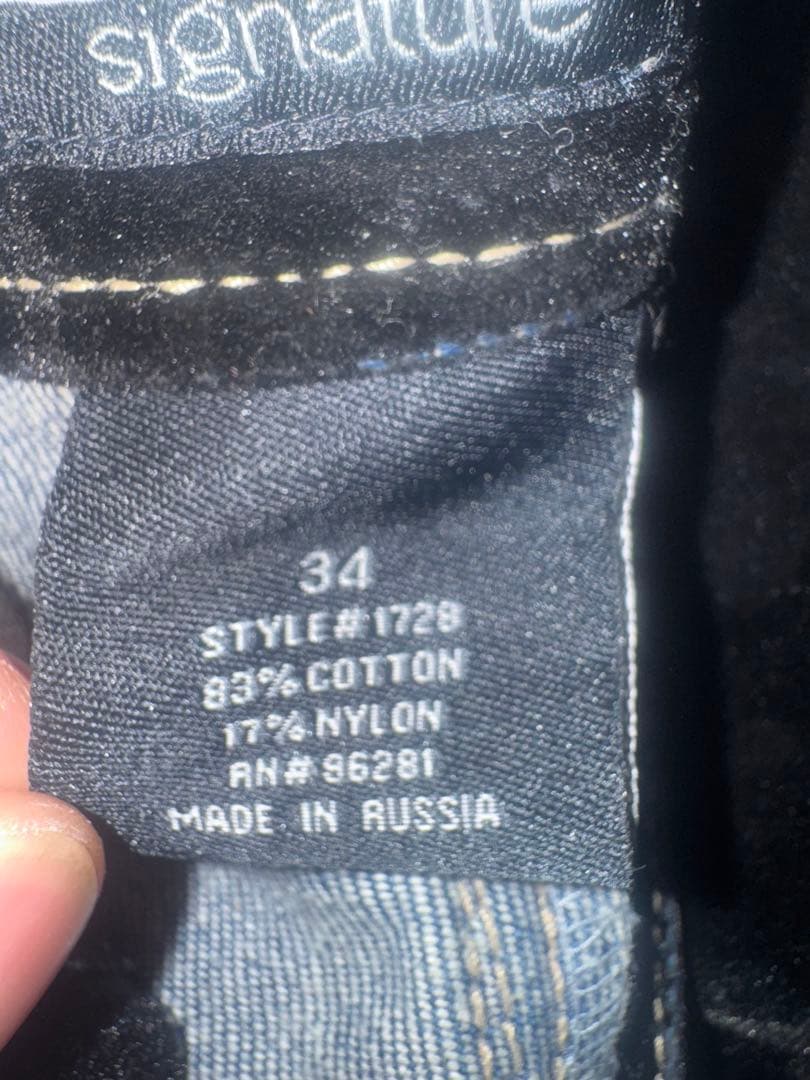 signature
34
STYLE#1728
83% COTTON
17% NYLON
RN#96281
MADE IN RUSSIA